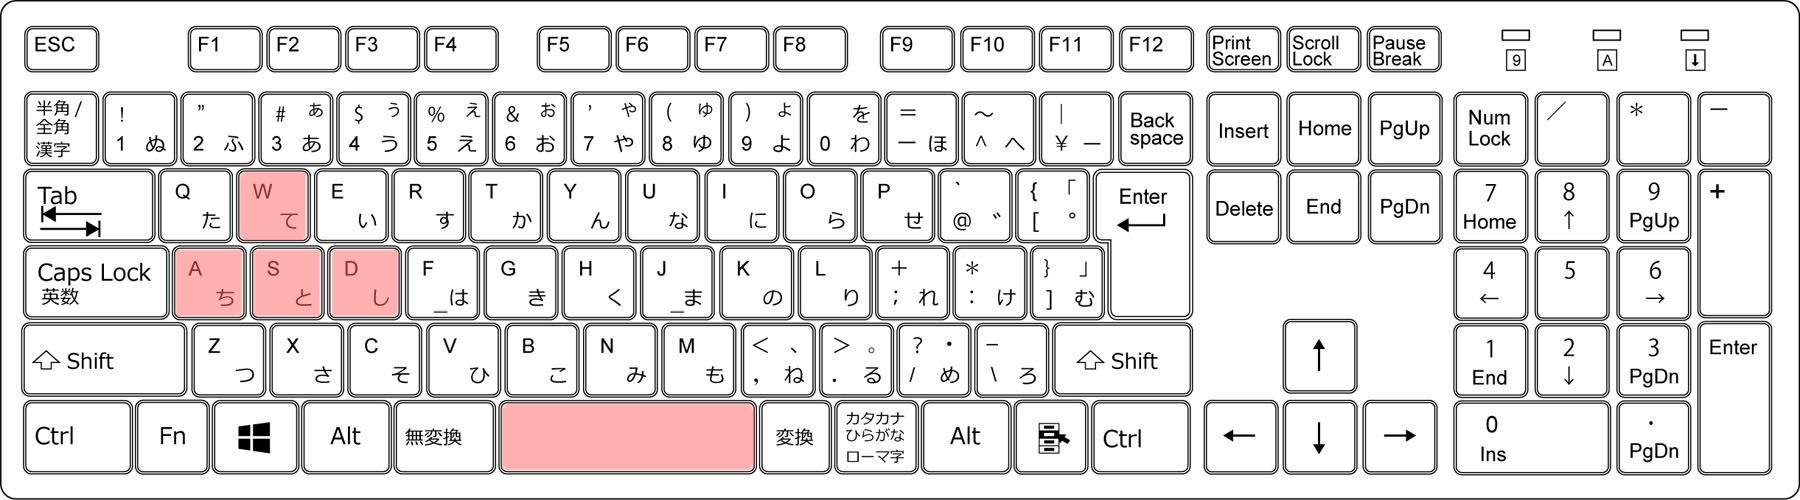 ESC F1 F2 F3 F4 F5 F6 F7 F8 F9 F10 F11 F12 Print Screen Scroll Lock Pause Break 9 A ↓
半角/全角 漢字 ! 1 ぬ ” 2 ふ # ぁ 3 あ $ ぅ 4 う % ぇ 5 え & ぉ 6 お ’ ゃ 7 や ( ゅ 8 ゆ ) ょ 9 よ を 0 わ = ー ほ ～ ^ へ | ¥ ー Back space Insert Home PgUp Num Lock ／ * －
Tab Q た W て E い R す T か Y ん U な I に O ら P せ ` @ ゛ { 「 [ ゜ Enter Delete End PgDn 7 Home 8 ↑ 9 PgUp +
Caps Lock 英数 A ち S と D し F _は G き H く J _ま K の L り + ; れ * : け } 」 ] む 4 ← 5 6 →
Shift Z つ X さ C そ V ひ B こ N み M も < 、 , ね > 。 . る ? ・ / め – \ ろ Shift ↑ 1 End 2 ↓ 3 PgDn Enter
Ctrl Fn Alt 無変換 変換 カタカナ ひらがな ローマ字 Alt Ctrl ← ↓ → 0 Ins . PgDn